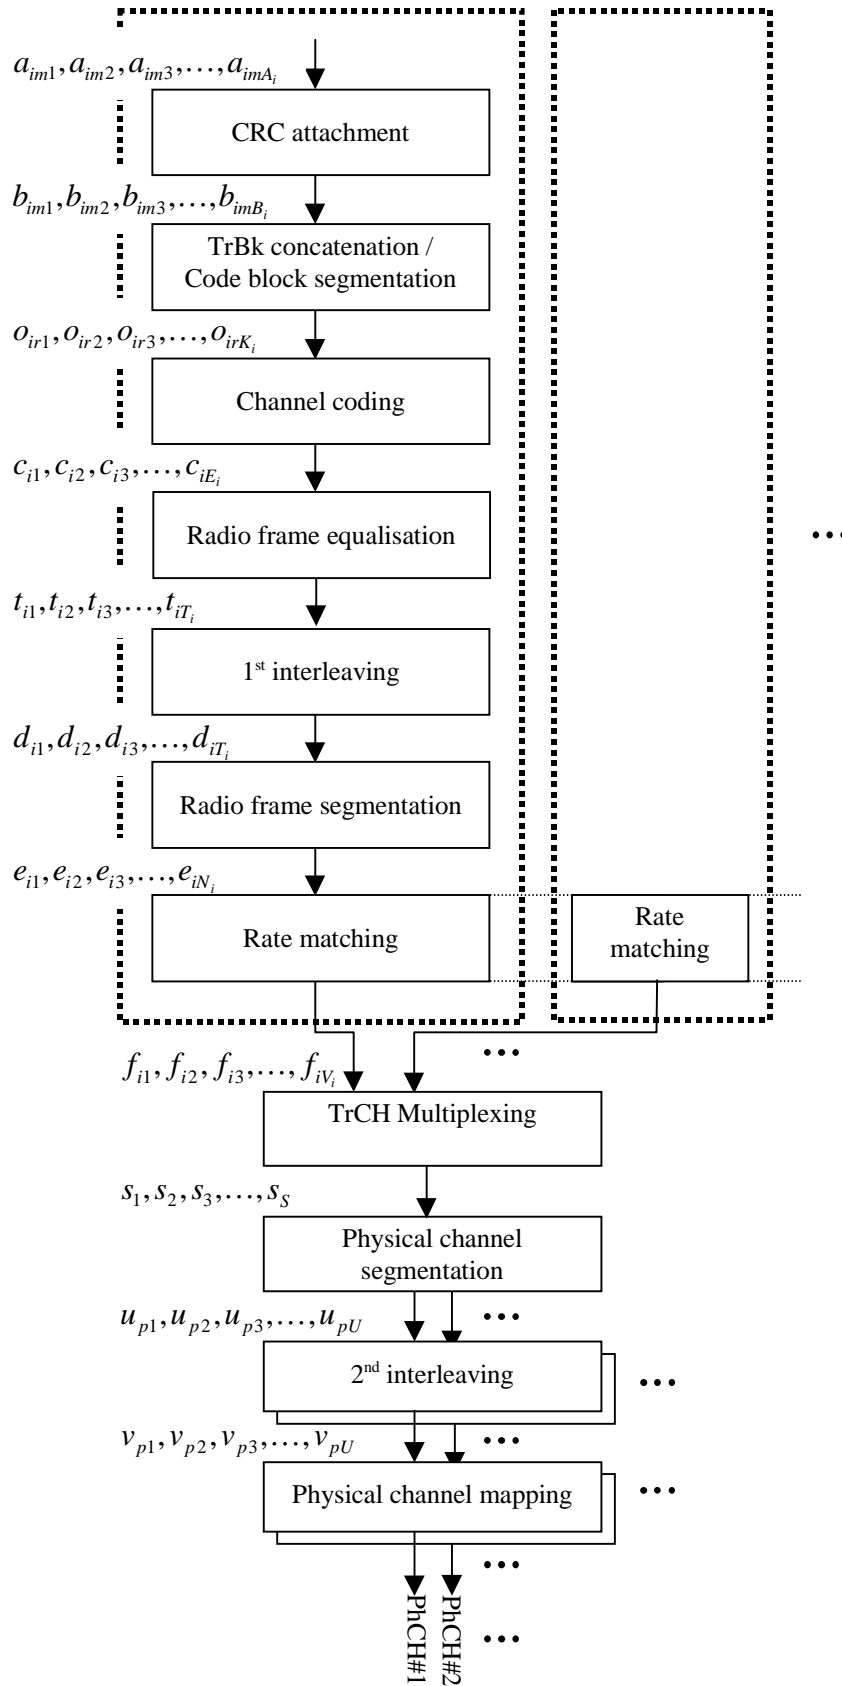 a_{im1}, a_{im2}, a_{im3}, …, a_{imA_i}
CRC attachment
b_{im1}, b_{im2}, b_{im3}, …, b_{imB_i}
TrBk concatenation /
Code block segmentation
o_{ir1}, o_{ir2}, o_{ir3}, …, o_{irK_i}
Channel coding
c_{i1}, c_{i2}, c_{i3}, …, c_{iE_i}
Radio frame equalisation
…
t_{i1}, t_{i2}, t_{i3}, …, t_{iT_i}
1^{st} interleaving
d_{i1}, d_{i2}, d_{i3}, …, d_{iT_i}
Radio frame segmentation
e_{i1}, e_{i2}, e_{i3}, …, e_{iN_i}
Rate matching
Rate
matching
…
f_{i1}, f_{i2}, f_{i3}, …, f_{iV_i}
TrCH Multiplexing
s_1, s_2, s_3, …, s_S
Physical channel
segmentation
…
u_{p1}, u_{p2}, u_{p3}, …, u_{pU}
2^{nd} interleaving
…
v_{p1}, v_{p2}, v_{p3}, …, v_{pU}
…
Physical channel mapping
…
…
PhCH#1
PhCH#2
…